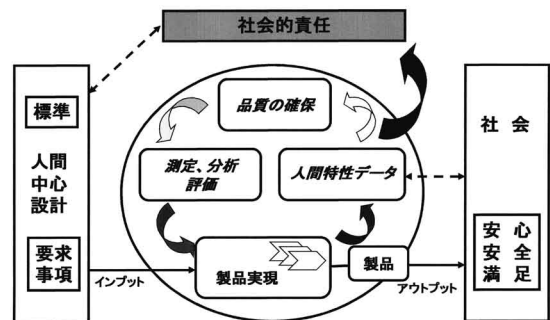 社会的責任
標準
人間
中心
設計
要求
事項
品質の確保
測定、分析
評価
人間特性データ
製品実現
製品
インプット
アウトプット
社 会
安 心
安 全
満 足